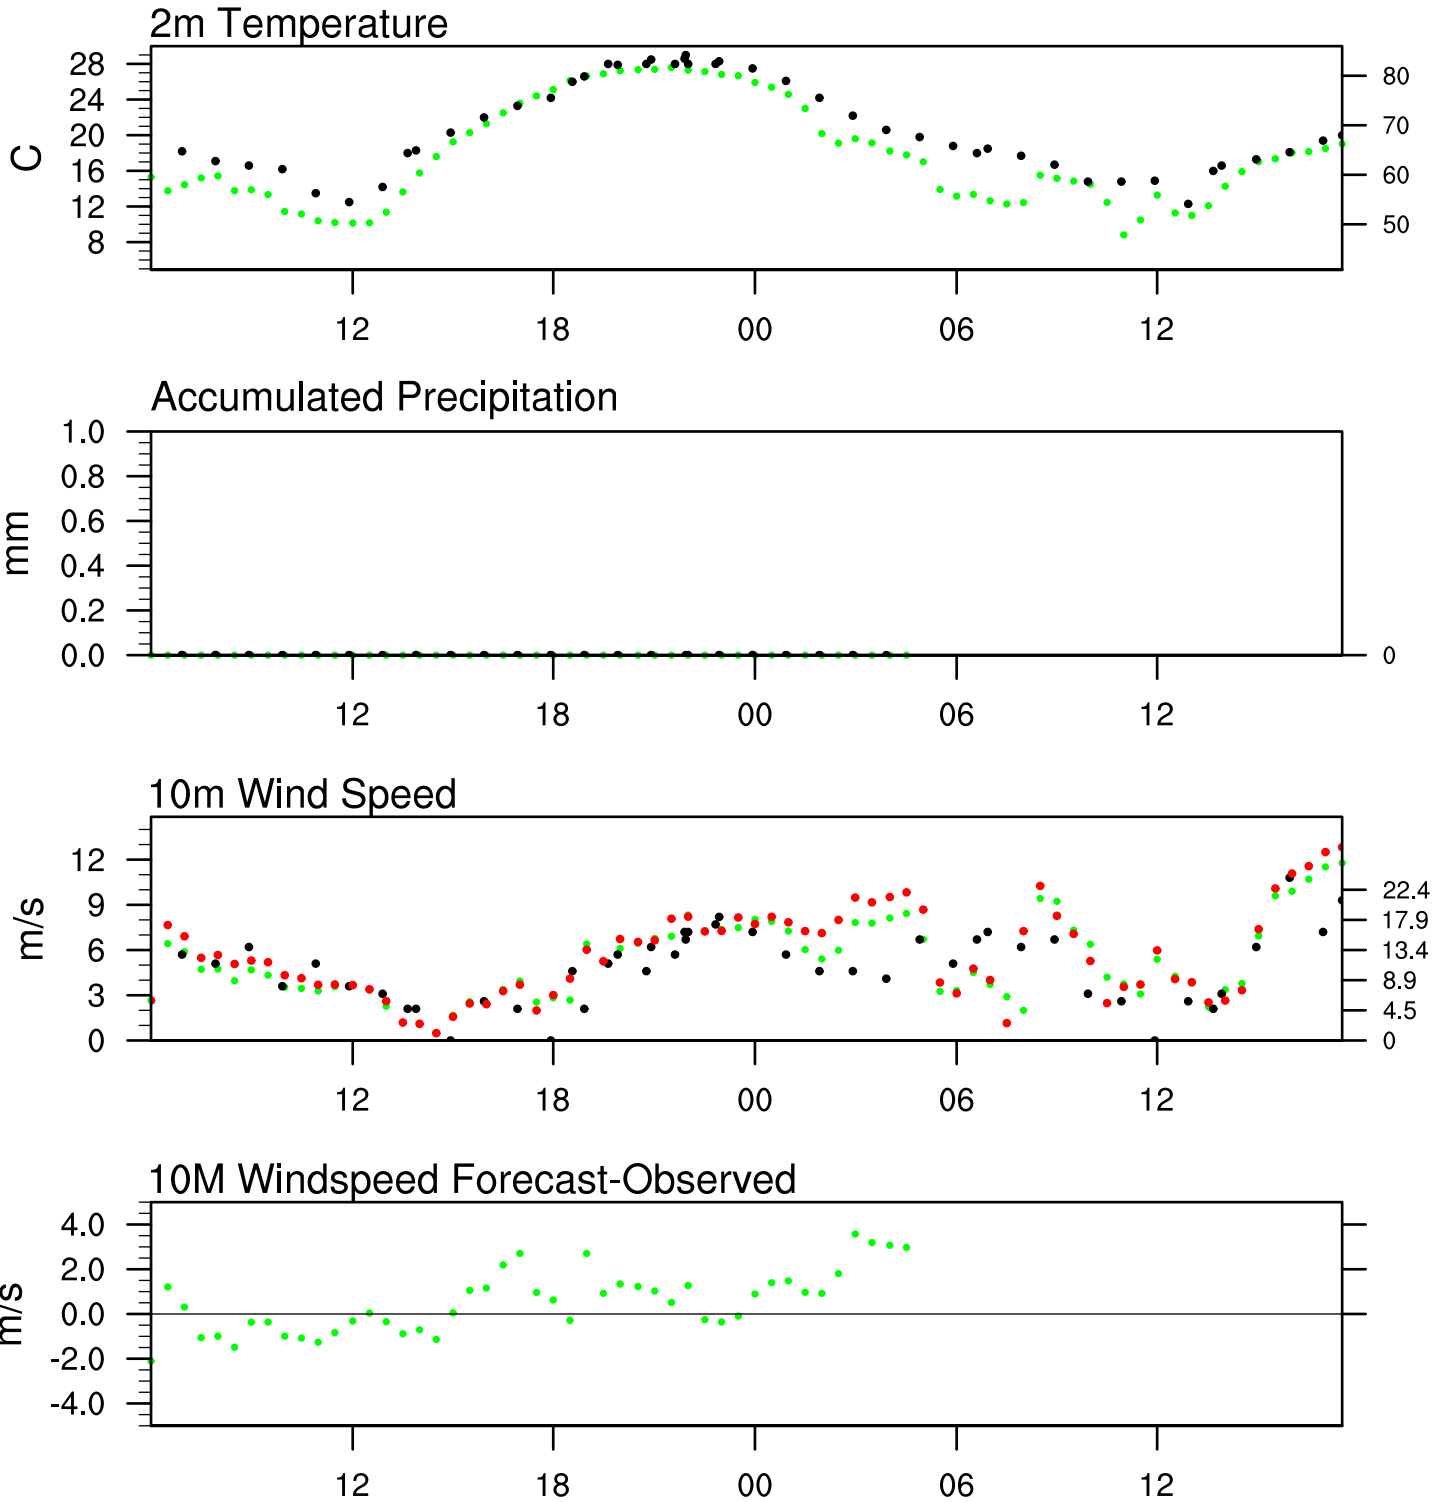 2m Temperature
28
24
20
16
12
8
C
80
70
60
50
12 18 00 06 12
Accumulated Precipitation
1.0
0.8
0.6
0.4
0.2
0.0
mm
0
12 18 00 06 12
10m Wind Speed
12
9
6
3
0
m/s
22.4
17.9
13.4
8.9
4.5
0
12 18 00 06 12
10M Windspeed Forecast-Observed
4.0
2.0
0.0
-2.0
-4.0
m/s
12 18 00 06 12